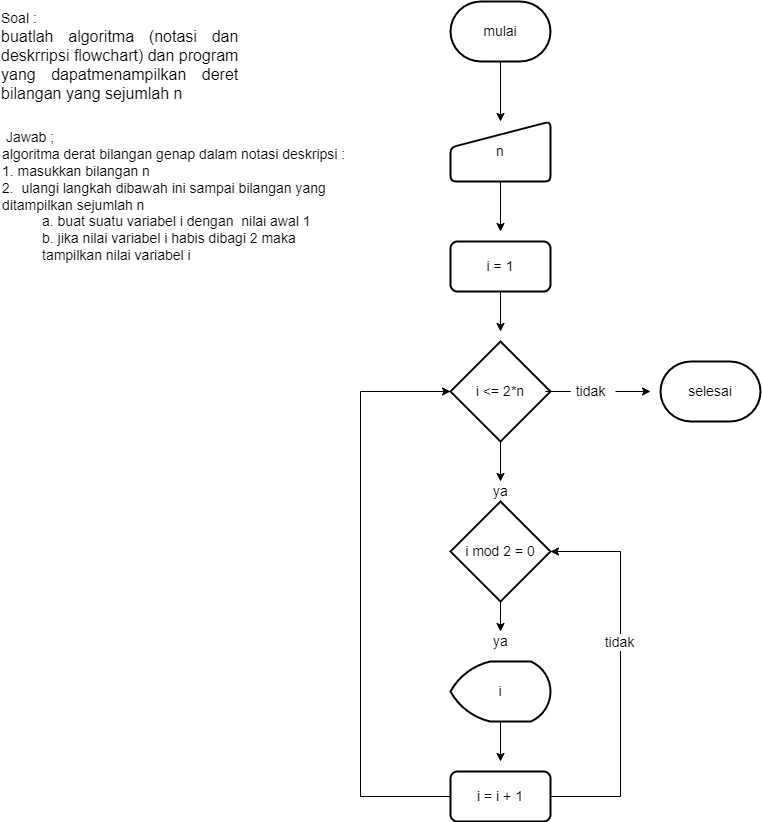 Soal :
buatlah algoritma (notasi dan
deskrripsi flowchart) dan program
yang dapatmenampilkan deret
bilangan yang sejumlah n
Jawab ;
algoritma derat bilangan genap dalam notasi deskripsi :
1. masukkan bilangan n
2. ulangi langkah dibawah ini sampai bilangan yang
ditampilkan sejumlah n
a. buat suatu variabel i dengan nilai awal 1
b. jika nilai variabel i habis dibagi 2 maka
tampilkan nilai variabel i
mulai
n
i = 1
i <= 2*n
tidak
selesai
ya
i mod 2 = 0
ya
tidak
i
i = i + 1